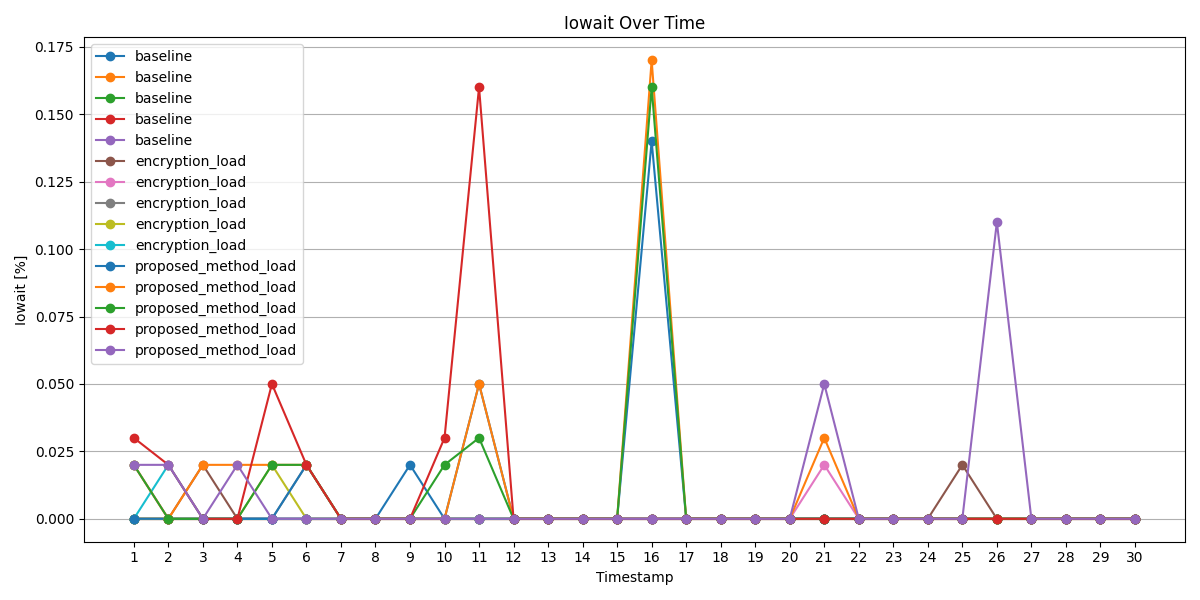 Iowait Over Time
0.175
0.150
0.125
0.100
0.075
0.050
0.025
0.000
Iowait [%]
baseline
baseline
baseline
baseline
baseline
encryption_load
encryption_load
encryption_load
encryption_load
encryption_load
proposed_method_load
proposed_method_load
proposed_method_load
proposed_method_load
proposed_method_load
1 2 3 4 5 6 7 8 9 10 11 12 13 14 15 16 17 18 19 20 21 22 23 24 25 26 27 28 29 30
Timestamp